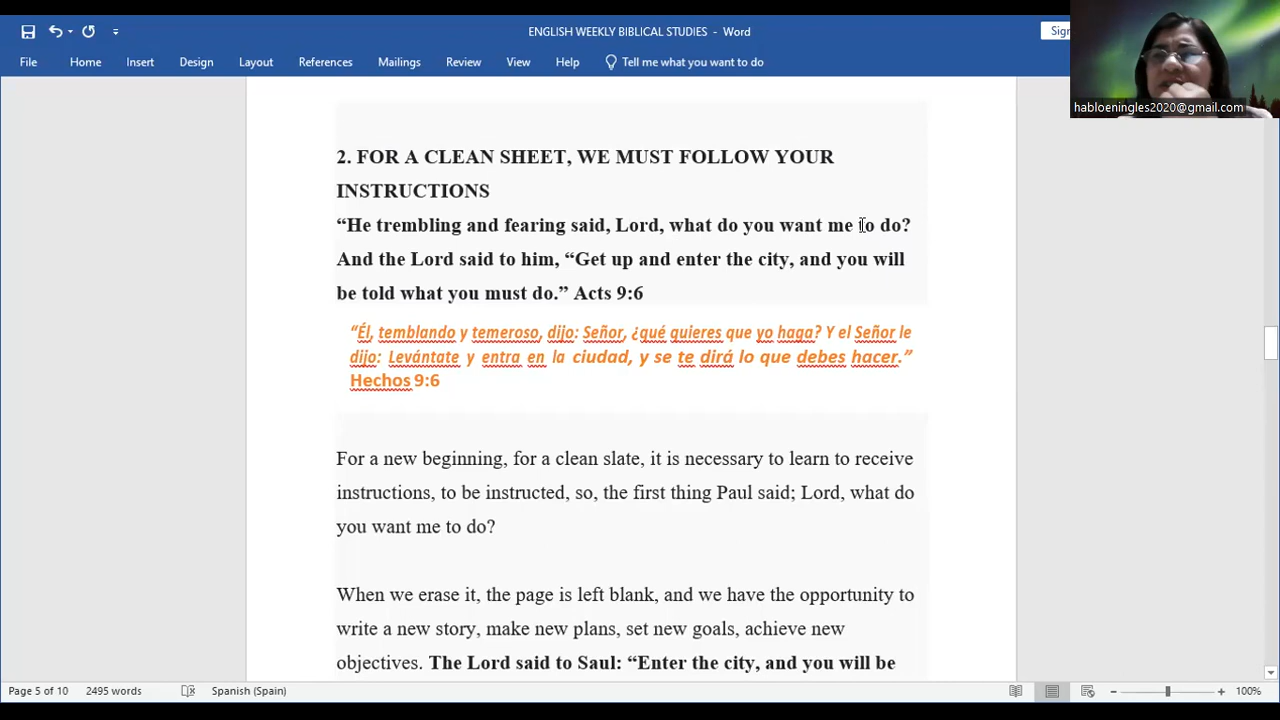 ENGLISH WEEKLY BIBLICAL STUDIES - Word
File Home Insert Design Layout References Mailings Review View Help Tell me what you want to do
habloeningles2020@gmail.com
2. FOR A CLEAN SHEET, WE MUST FOLLOW YOUR
INSTRUCTIONS
“He trembling and fearing said, Lord, what do you want me to do?
And the Lord said to him, “Get up and enter the city, and you will
be told what you must do.” Acts 9:6
“Él, temblando y temeroso, dijo: Señor, ¿qué quieres que yo haga? Y el Señor le
dijo: Levántate y entra en la ciudad, y se te dirá lo que debes hacer.”
Hechos 9:6
For a new beginning, for a clean slate, it is necessary to learn to receive
instructions, to be instructed, so, the first thing Paul said; Lord, what do
you want me to do?
When we erase it, the page is left blank, and we have the opportunity to
write a new story, make new plans, set new goals, achieve new
objectives. The Lord said to Saul: “Enter the city, and you will be
Page 5 of 10 2495 words Spanish (Spain) 100%